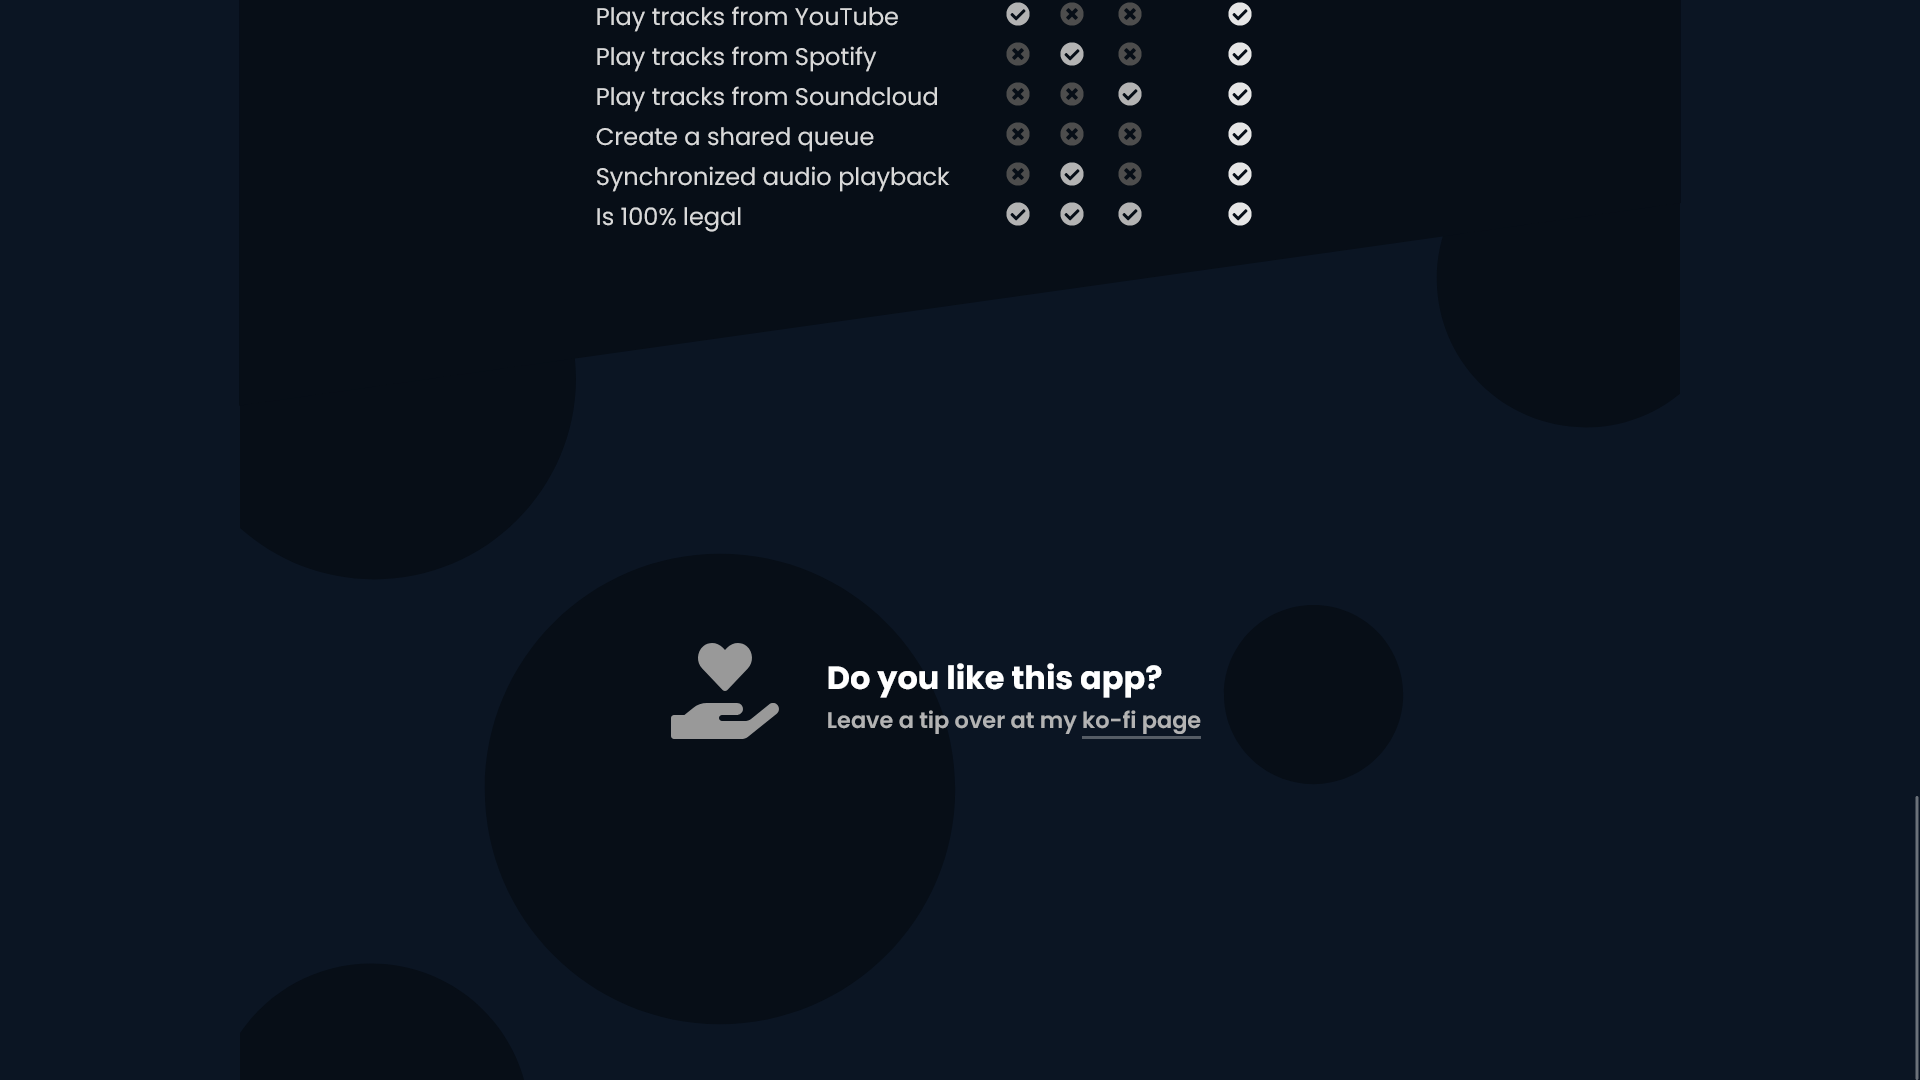 Play tracks from YouTube
Play tracks from Spotify
Play tracks from Soundcloud
Create a shared queue
Synchronized audio playback
Is 100% legal
Do you like this app?
Leave a tip over at my ko-fi page